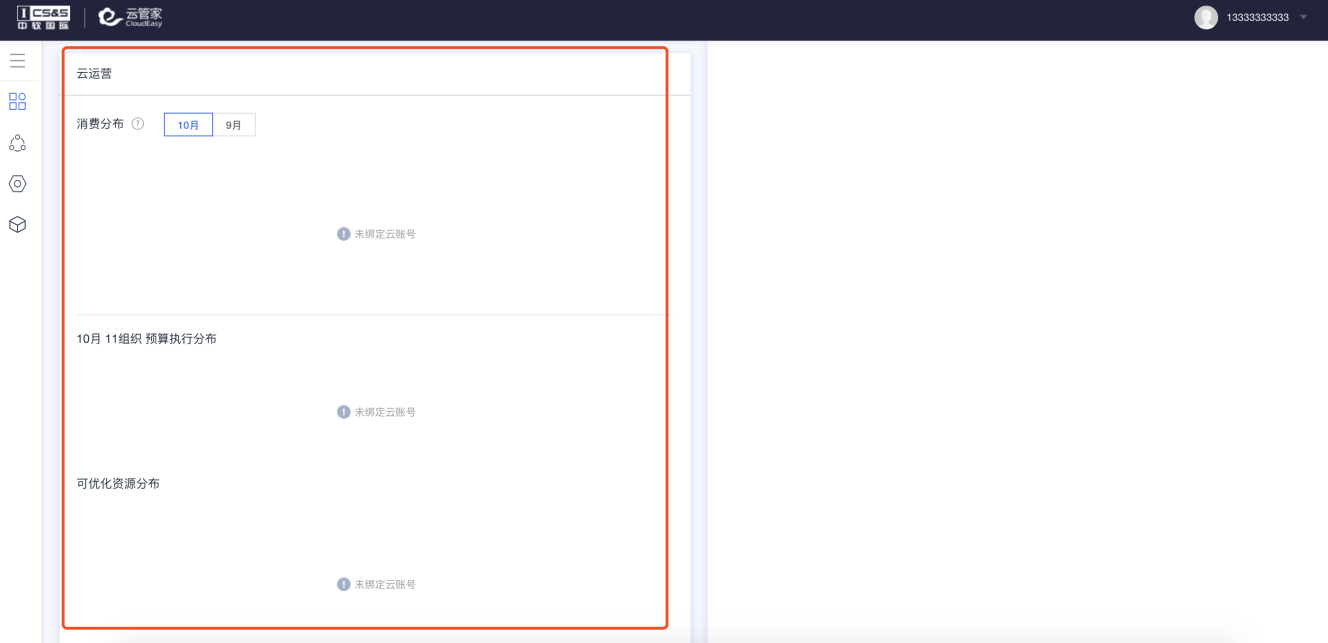 CS&S
中软国际
云管家
CloudEasy
13333333333
云运营
消费分布 ? 10月 9月
! 未绑定云账号
10月 11组织 预算执行分布
! 未绑定云账号
可优化资源分布
! 未绑定云账号